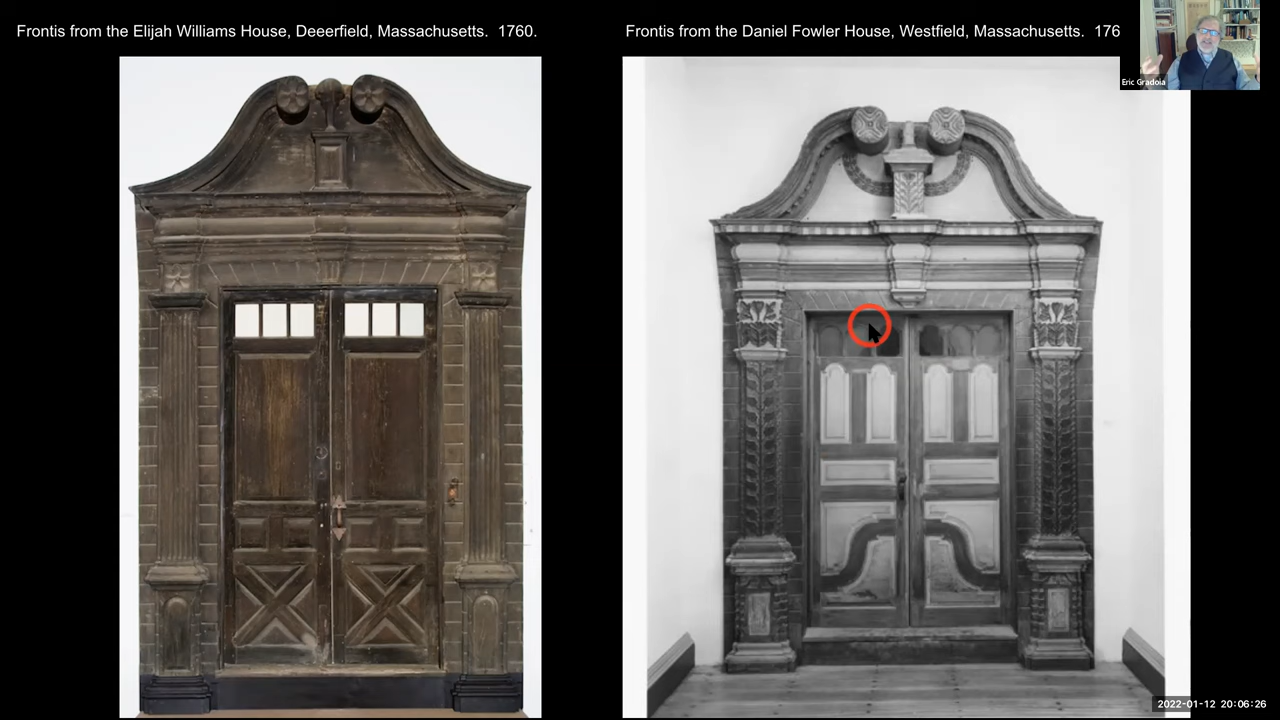 Frontis from the Elijah Williams House, Deeerfield, Massachusetts.  1760.
Frontis from the Daniel Fowler House, Westfield, Massachusetts.  176
Eric Gradoia
2022-01-12 20:06:26